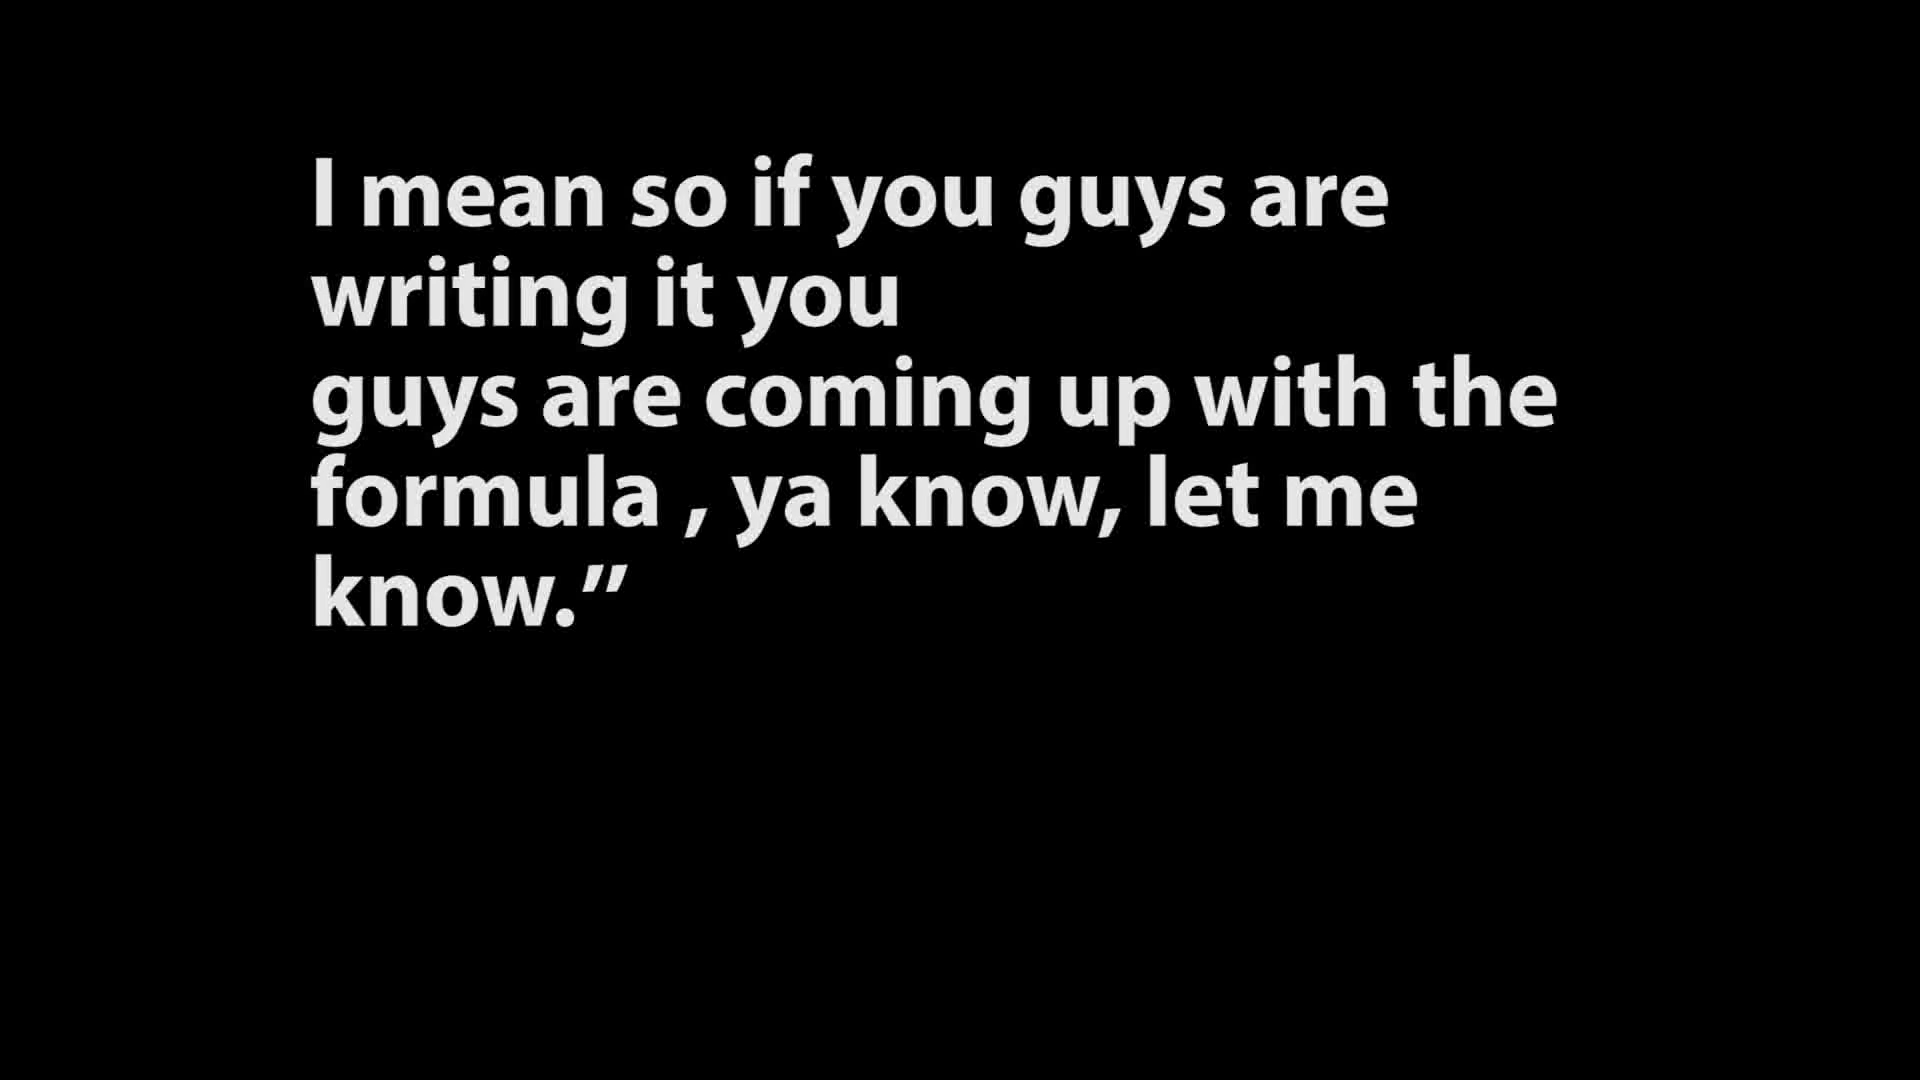 I mean so if you guys are
writing it you
guys are coming up with the
formula , ya know, let me
know.”